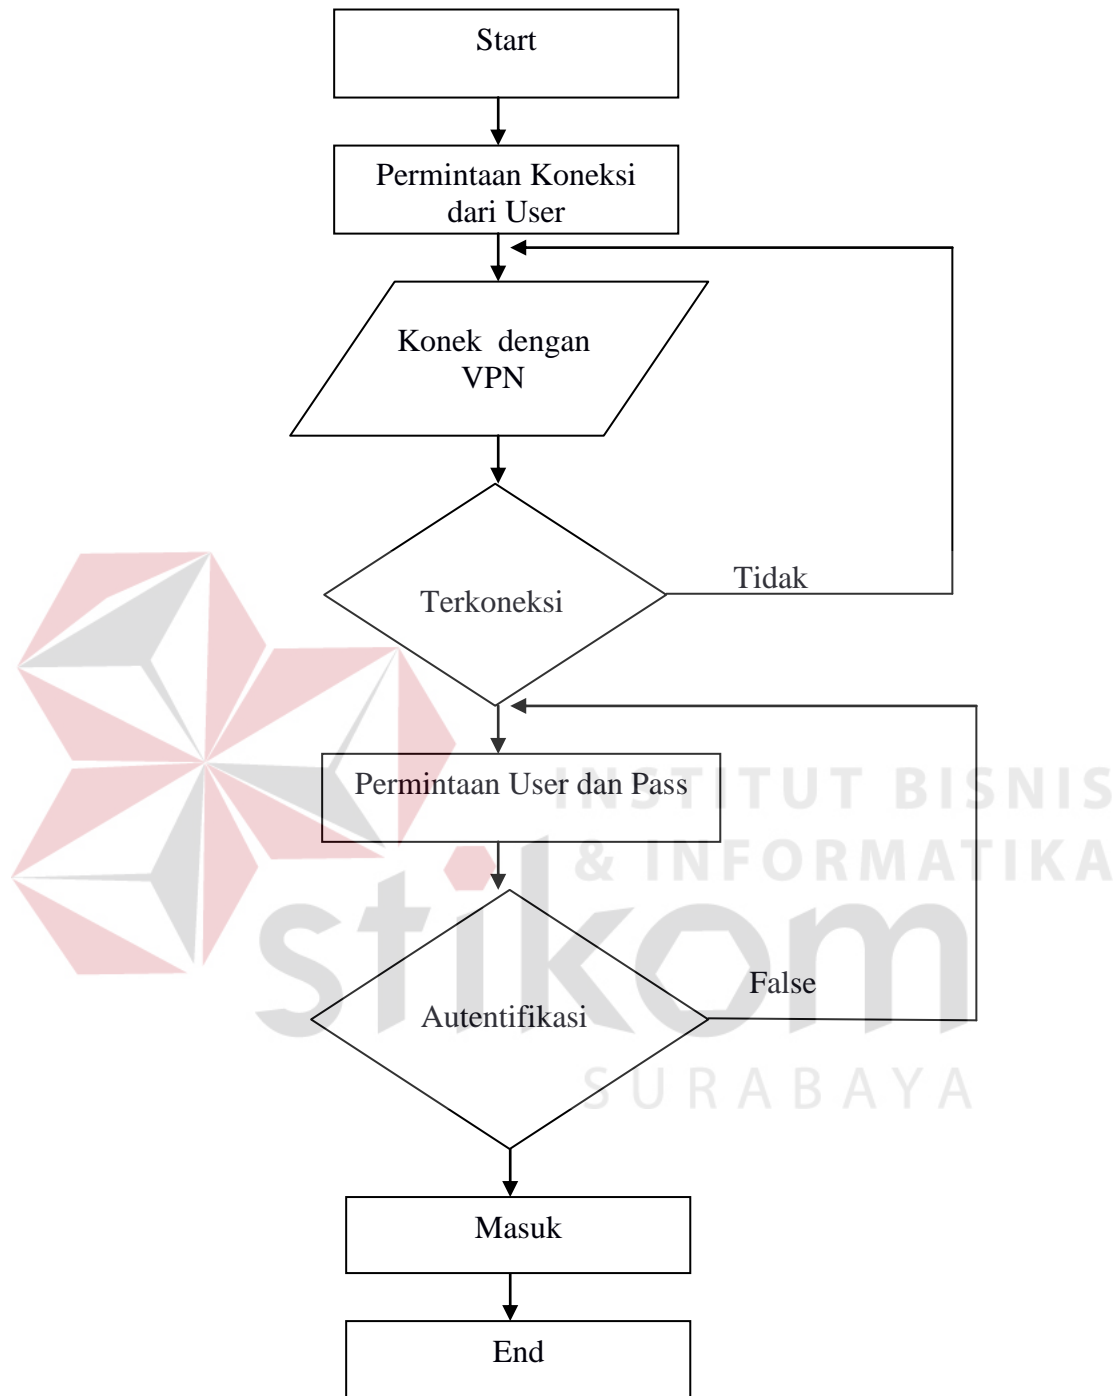 Start
Permintaan Koneksi
dari User
Konek dengan
VPN
Terkoneksi
Tidak
Permintaan User dan Pass
INSTITUT BISNIS
& INFORMATIKA
stikom
SURABAYA
Autentifikasi
False
Masuk
End